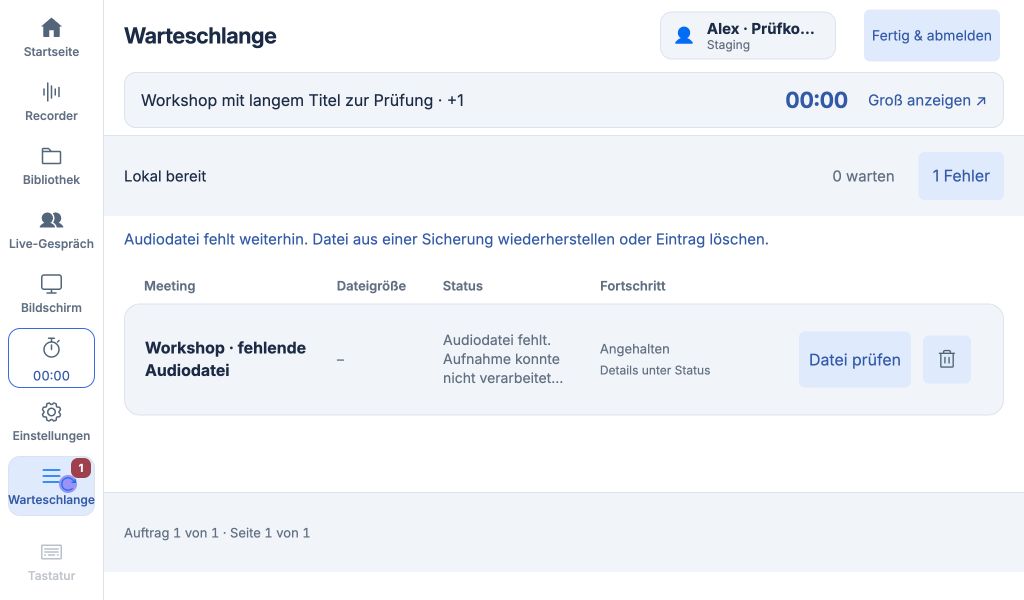 Startseite
Recorder
Bibliothek
Live-Gespräch
Bildschirm
00:00
Einstellungen
1
Warteschlange
Tastatur
Warteschlange
Alex · Prüfko...
Staging
Fertig & abmelden
Workshop mit langem Titel zur Prüfung · +1
00:00
Groß anzeigen ↗
Lokal bereit
0 warten
1 Fehler
Audiodatei fehlt weiterhin. Datei aus einer Sicherung wiederherstellen oder Eintrag löschen.
Meeting
Dateigröße
Status
Fortschritt
Workshop · fehlende
Audiodatei
–
Audiodatei fehlt.
Aufnahme konnte
nicht verarbeitet...
Angehalten
Details unter Status
Datei prüfen
Auftrag 1 von 1 · Seite 1 von 1